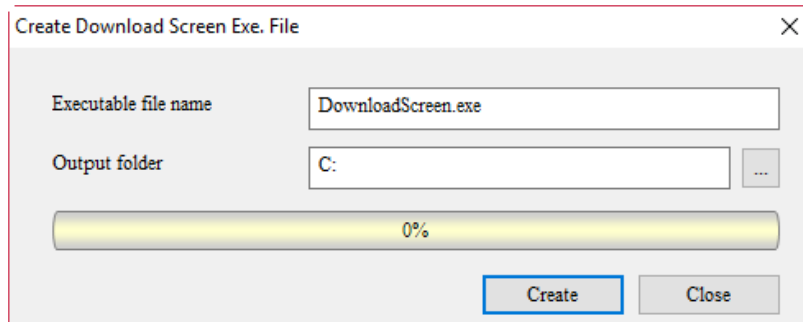 Create Download Screen Exe. File
Executable file name
DownloadScreen.exe
Output folder
C:
...
0%
Create
Close